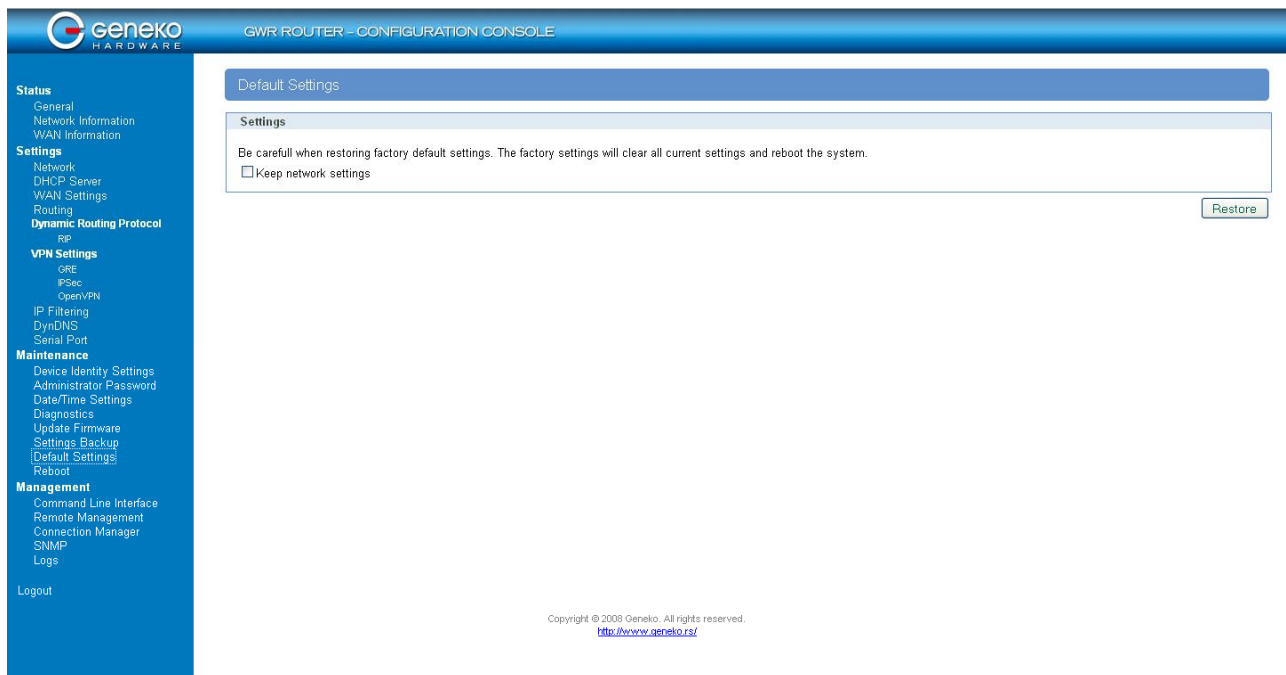 GENEKO
HARDWARE
GWR ROUTER – CONFIGURATION CONSOLE
Status
General
Network Information
WAN Information
Settings
Network
DHCP Server
WAN Settings
Routing
Dynamic Routing Protocol
RIP
VPN Settings
GRE
IPSec
OpenVPN
IP Filtering
DynDNS
Serial Port
Maintenance
Device Identity Settings
Administrator Password
Date/Time Settings
Diagnostics
Update Firmware
Settings Backup
Default Settings
Reboot
Management
Command Line Interface
Remote Management
Connection Manager
SNMP
Logs
Logout
Default Settings
Settings
Be carefull when restoring factory default settings. The factory settings will clear all current settings and reboot the system.
Keep network settings
Restore
Copyright © 2008 Geneko. All rights reserved.
http://www.geneko.rs/